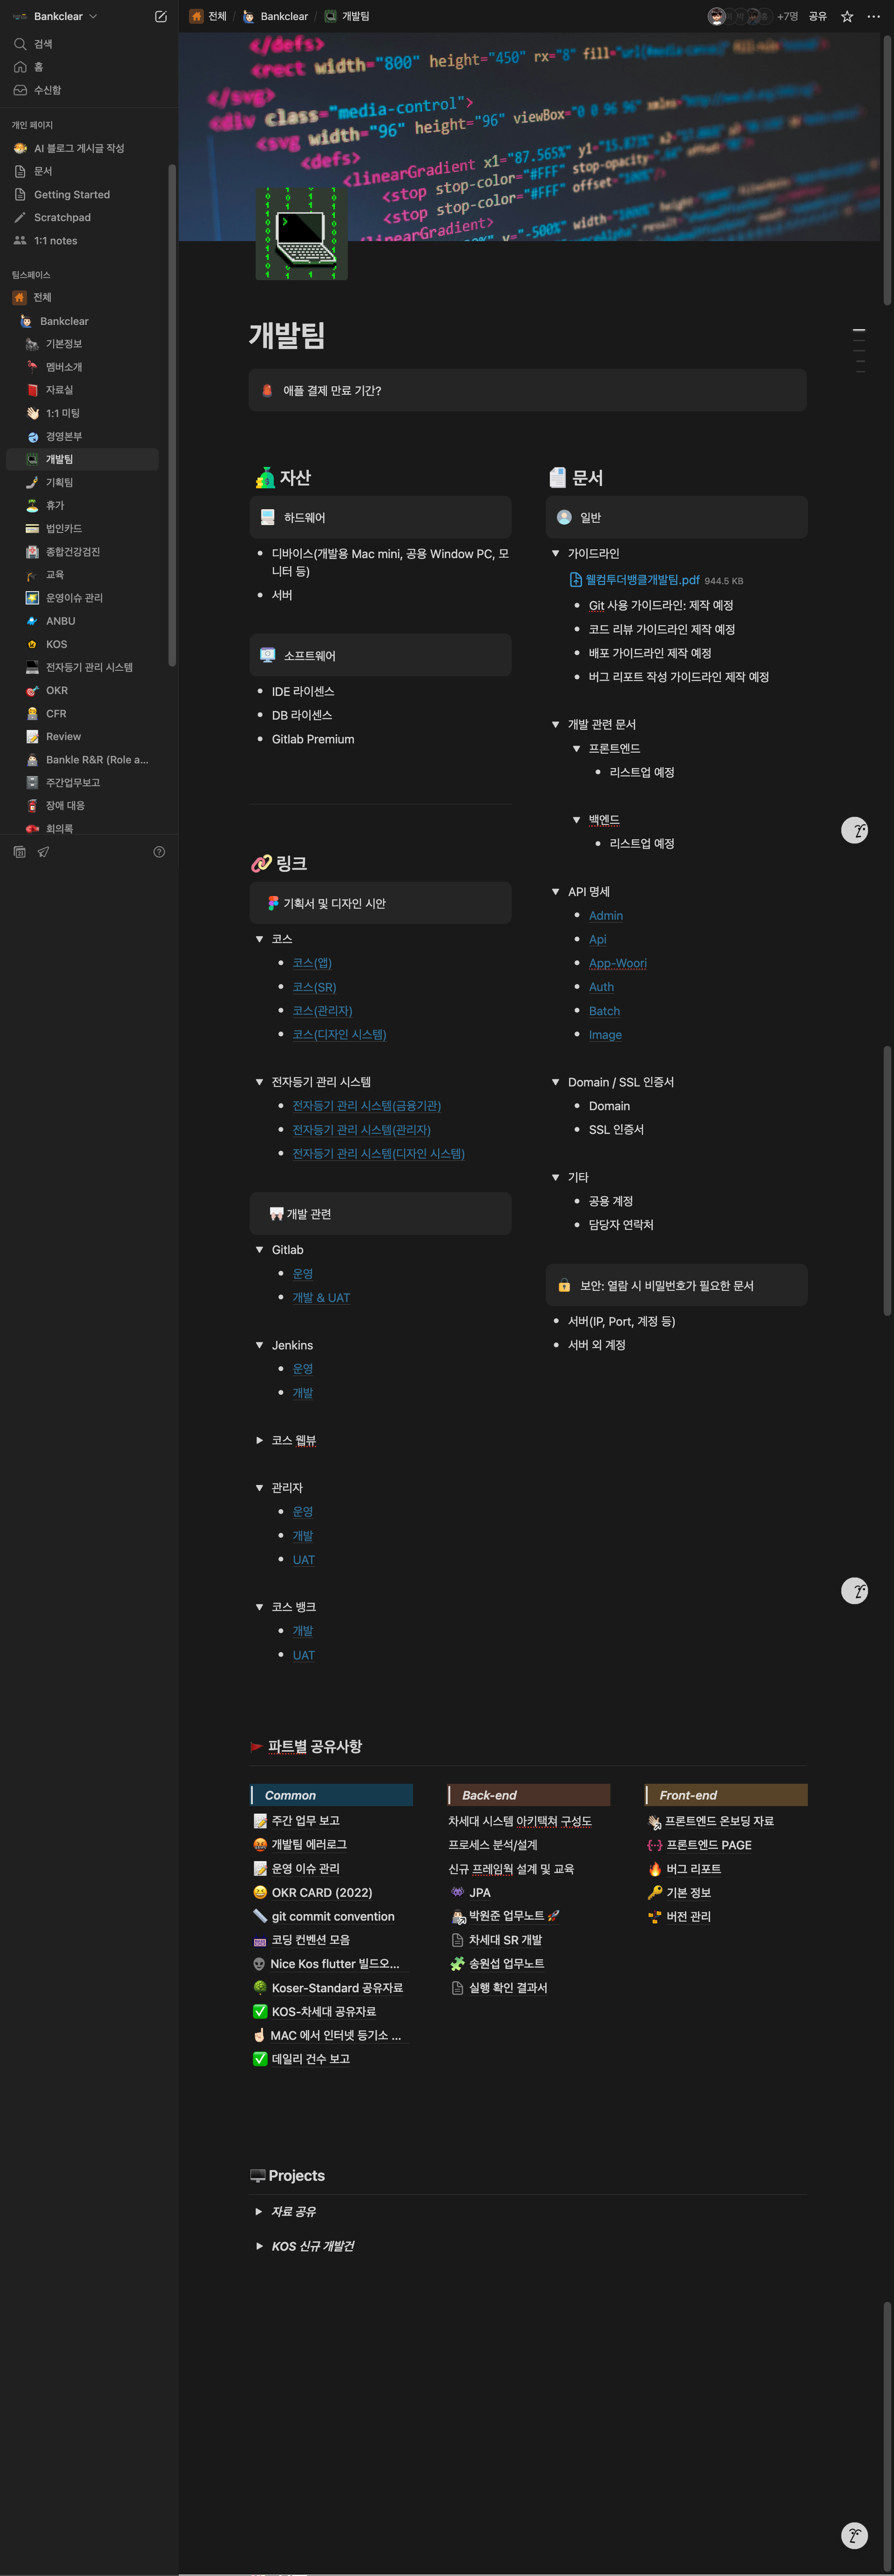 Bankclear
검색
홈
수신함
개인 페이지
AI 블로그 게시글 작성
문서
Getting Started
Scratchpad
1:1 notes
팀스페이스
전체
Bankclear
기본정보
멤버소개
자료실
1:1 미팅
경영본부
개발팀
기획팀
휴가
법인카드
종합건강검진
교육
운영이슈 관리
ANBU
KOS
전자등기 관리 시스템
OKR
CFR
Review
Bankle R&R (Role a...
주간업무보고
장애 대응
회의록
전체 / Bankclear / 개발팀
+7명 공유
</defs>
<rect width="800" height="450" rx="8" fill=
</svg>
<div class="media-control">
<svg width="96" height="96" viewBox="0 0 96 96"
<defs>
<linearGradient x1="87.565%" y1="15.873%"
<stop stop-color="#FFF" stop-opacity=
<stop stop-color="#FFF" offset=
</linearGradient>
개발팀
애플 결제 만료 기간?
자산
하드웨어
디바이스(개발용 Mac mini, 공용 Window PC, 모
니터 등)
서버
소프트웨어
IDE 라이센스
DB 라이센스
Gitlab Premium
링크
기획서 및 디자인 시안
코스
코스(앱)
코스(SR)
코스(관리자)
코스(디자인 시스템)
전자등기 관리 시스템
전자등기 관리 시스템(금융기관)
전자등기 관리 시스템(관리자)
전자등기 관리 시스템(디자인 시스템)
개발 관련
Gitlab
운영
개발 & UAT
Jenkins
운영
개발
코스 웹뷰
관리자
운영
개발
UAT
코스 뱅크
개발
UAT
문서
일반
가이드라인
웰컴투더뱅클개발팀.pdf 944.5 KB
Git 사용 가이드라인: 제작 예정
코드 리뷰 가이드라인 제작 예정
배포 가이드라인 제작 예정
버그 리포트 작성 가이드라인 제작 예정
개발 관련 문서
프론트엔드
리스트업 예정
백엔드
리스트업 예정
API 명세
Admin
Api
App-Woori
Auth
Batch
Image
Domain / SSL 인증서
Domain
SSL 인증서
기타
공용 계정
담당자 연락처
보안: 열람 시 비밀번호가 필요한 문서
서버(IP, Port, 계정 등)
서버 외 계정
파트별 공유사항
Common
주간 업무 보고
개발팀 에러로그
운영 이슈 관리
OKR CARD (2022)
git commit convention
코딩 컨벤션 모음
Nice Kos flutter 빌드오...
Koser-Standard 공유자료
KOS-차세대 공유자료
MAC 에서 인터넷 등기소 ...
데일리 건수 보고
Back-end
차세대 시스템 아키택쳐 구성도
프로세스 분석/설계
신규 프레임웍 설계 및 교육
JPA
박원준 업무노트
차세대 SR 개발
송원섭 업무노트
실행 확인 결과서
Front-end
프론트엔드 온보딩 자료
프론트엔드 PAGE
버그 리포트
기본 정보
버전 관리
Projects
자료 공유
KOS 신규 개발건